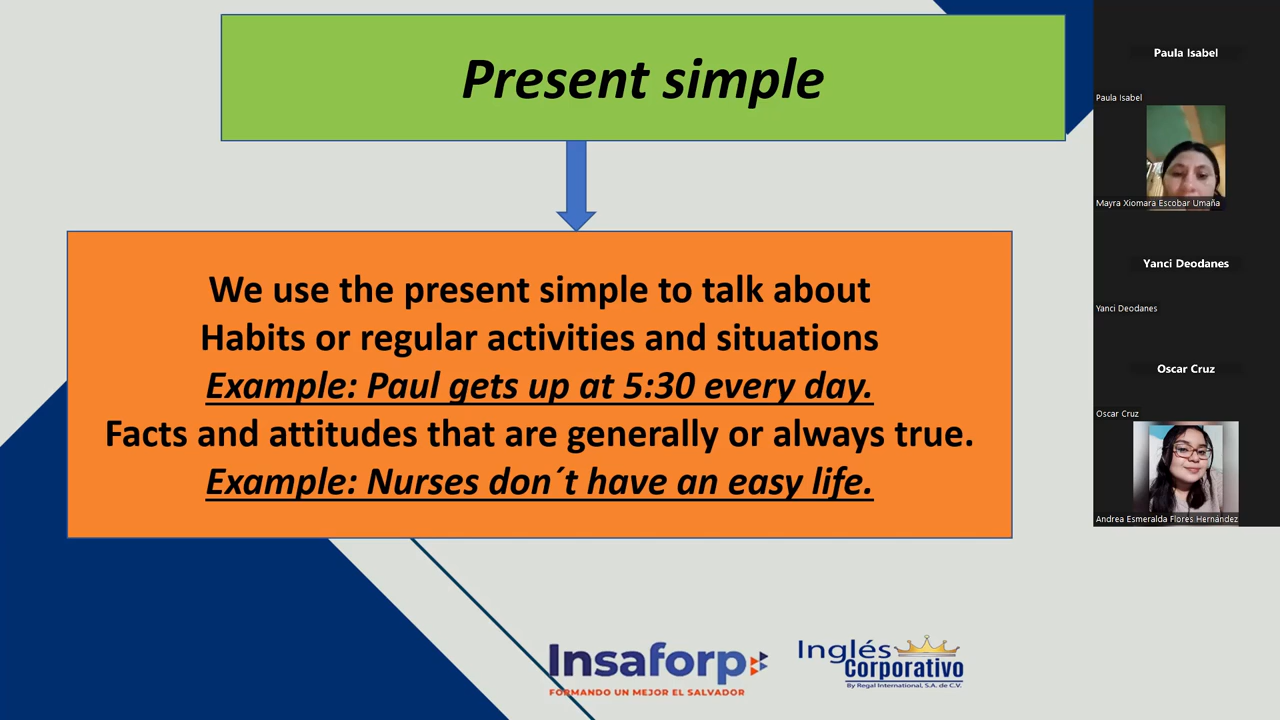 Present simple
We use the present simple to talk about
Habits or regular activities and situations
Example: Paul gets up at 5:30 every day.
Facts and attitudes that are generally or always true.
Example: Nurses don´t have an easy life.
Insaforp
FORMANDO UN MEJOR EL SALVADOR
Inglés
Corporativo
By Regal International, S.A. de C.V.
Paula Isabel
Paula Isabel
Mayra Xiomara Escobar Umaña
Yanci Deodanes
Yanci Deodanes
Oscar Cruz
Oscar Cruz
Andrea Esmeralda Flores Hernández